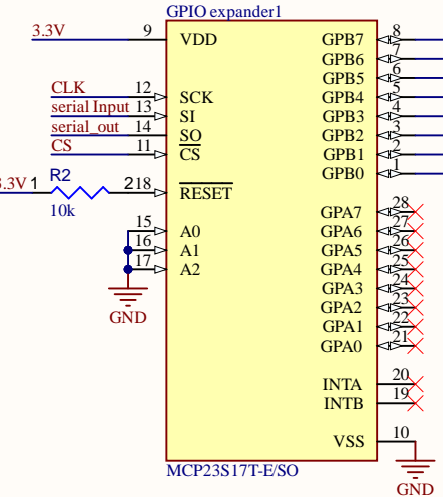 GPIO expander1
3.3V 9 VDD GPB7 8
GPB6 7
GPB5 6
CLK 12 SCK GPB4 5
serial Input 13 SI GPB3 4
serial_out 14 SO GPB2 3
CS 11 CS GPB1 2
GPB0 1
3.3V 1 R2 2 18 RESET
10k
GPA7 28
15 A0 GPA6 27
16 A1 GPA5 26
17 A2 GPA4 25
GPA3 24
GND GPA2 23
GPA1 22
GPA0 21
INTA 20
INTB 19
VSS 10
MCP23S17T-E/SO
GND